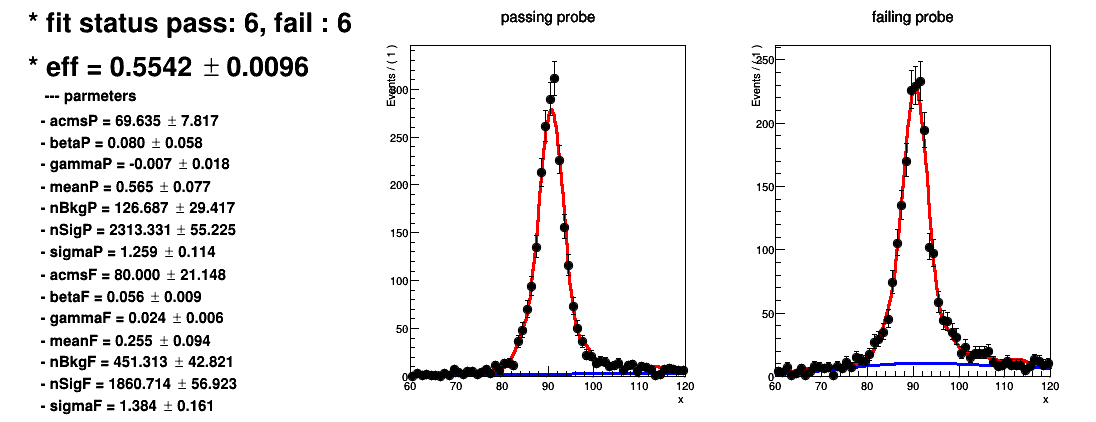 * fit status pass: 6, fail : 6
* eff = 0.5542 ± 0.0096
--- parmeters
- acmsP = 69.635 ± 7.817
- betaP = 0.080 ± 0.058
- gammaP = -0.007 ± 0.018
- meanP = 0.565 ± 0.077
- nBkgP = 126.687 ± 29.417
- nSigP = 2313.331 ± 55.225
- sigmaP = 1.259 ± 0.114
- acmsF = 80.000 ± 21.148
- betaF = 0.056 ± 0.009
- gammaF = 0.024 ± 0.006
- meanF = 0.255 ± 0.094
- nBkgF = 451.313 ± 42.821
- nSigF = 1860.714 ± 56.923
- sigmaF = 1.384 ± 0.161
passing probe
Events / ( 1 )
300
250
200
150
100
50
0
60 70 80 90 100 110 120
x
failing probe
Events / ( 1 )
250
200
150
100
50
0
60 70 80 90 100 110 120
x